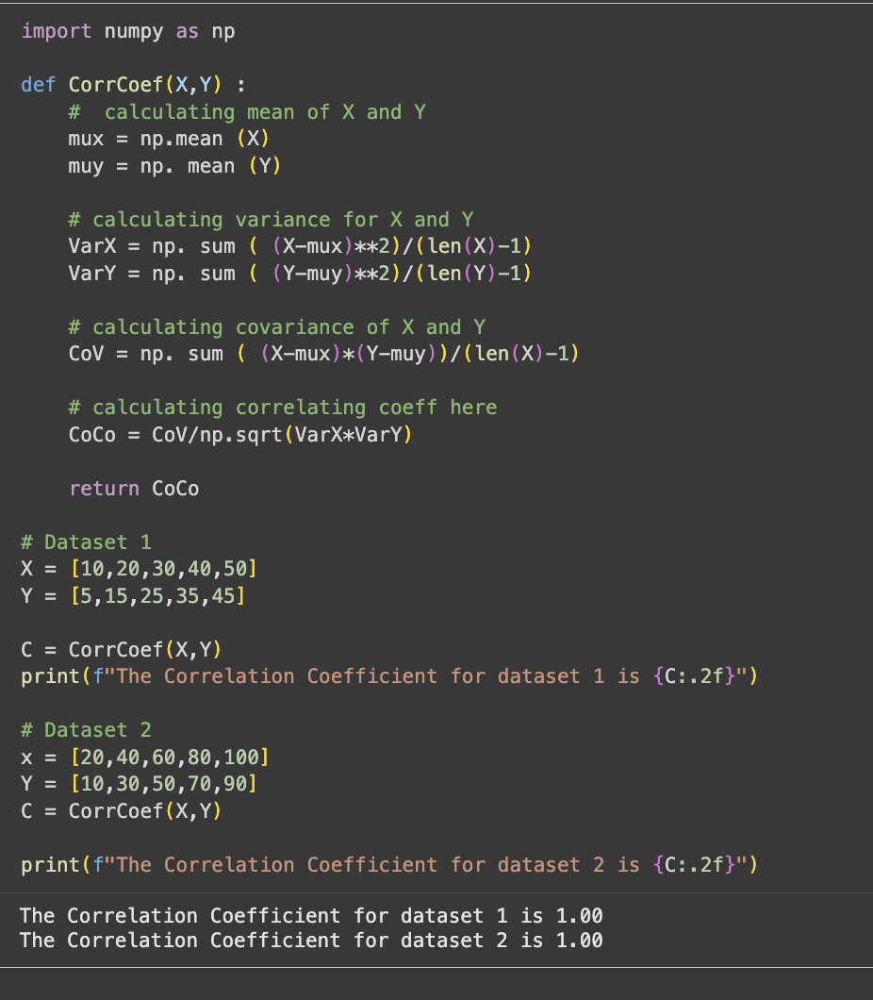 import numpy as np
def CorrCoef(X,Y) :
#  calculating mean of X and Y
mux = np.mean (X)
muy = np. mean (Y)
# calculating variance for X and Y
VarX = np. sum ( (X-mux)**2)/(len(X)-1)
VarY = np. sum ( (Y-muy)**2)/(len(Y)-1)
# calculating covariance of X and Y
CoV = np. sum ( (X-mux)*(Y-muy))/(len(X)-1)
# calculating correlating coeff here
CoCo = CoV/np.sqrt(VarX*VarY)
return CoCo
# Dataset 1
X = [10,20,30,40,50]
Y = [5,15,25,35,45]
C = CorrCoef(X,Y)
print(f"The Correlation Coefficient for dataset 1 is {C:.2f}")
# Dataset 2
x = [20,40,60,80,100]
Y = [10,30,50,70,90]
C = CorrCoef(X,Y)
print(f"The Correlation Coefficient for dataset 2 is {C:.2f}")
The Correlation Coefficient for dataset 1 is 1.00
The Correlation Coefficient for dataset 2 is 1.00